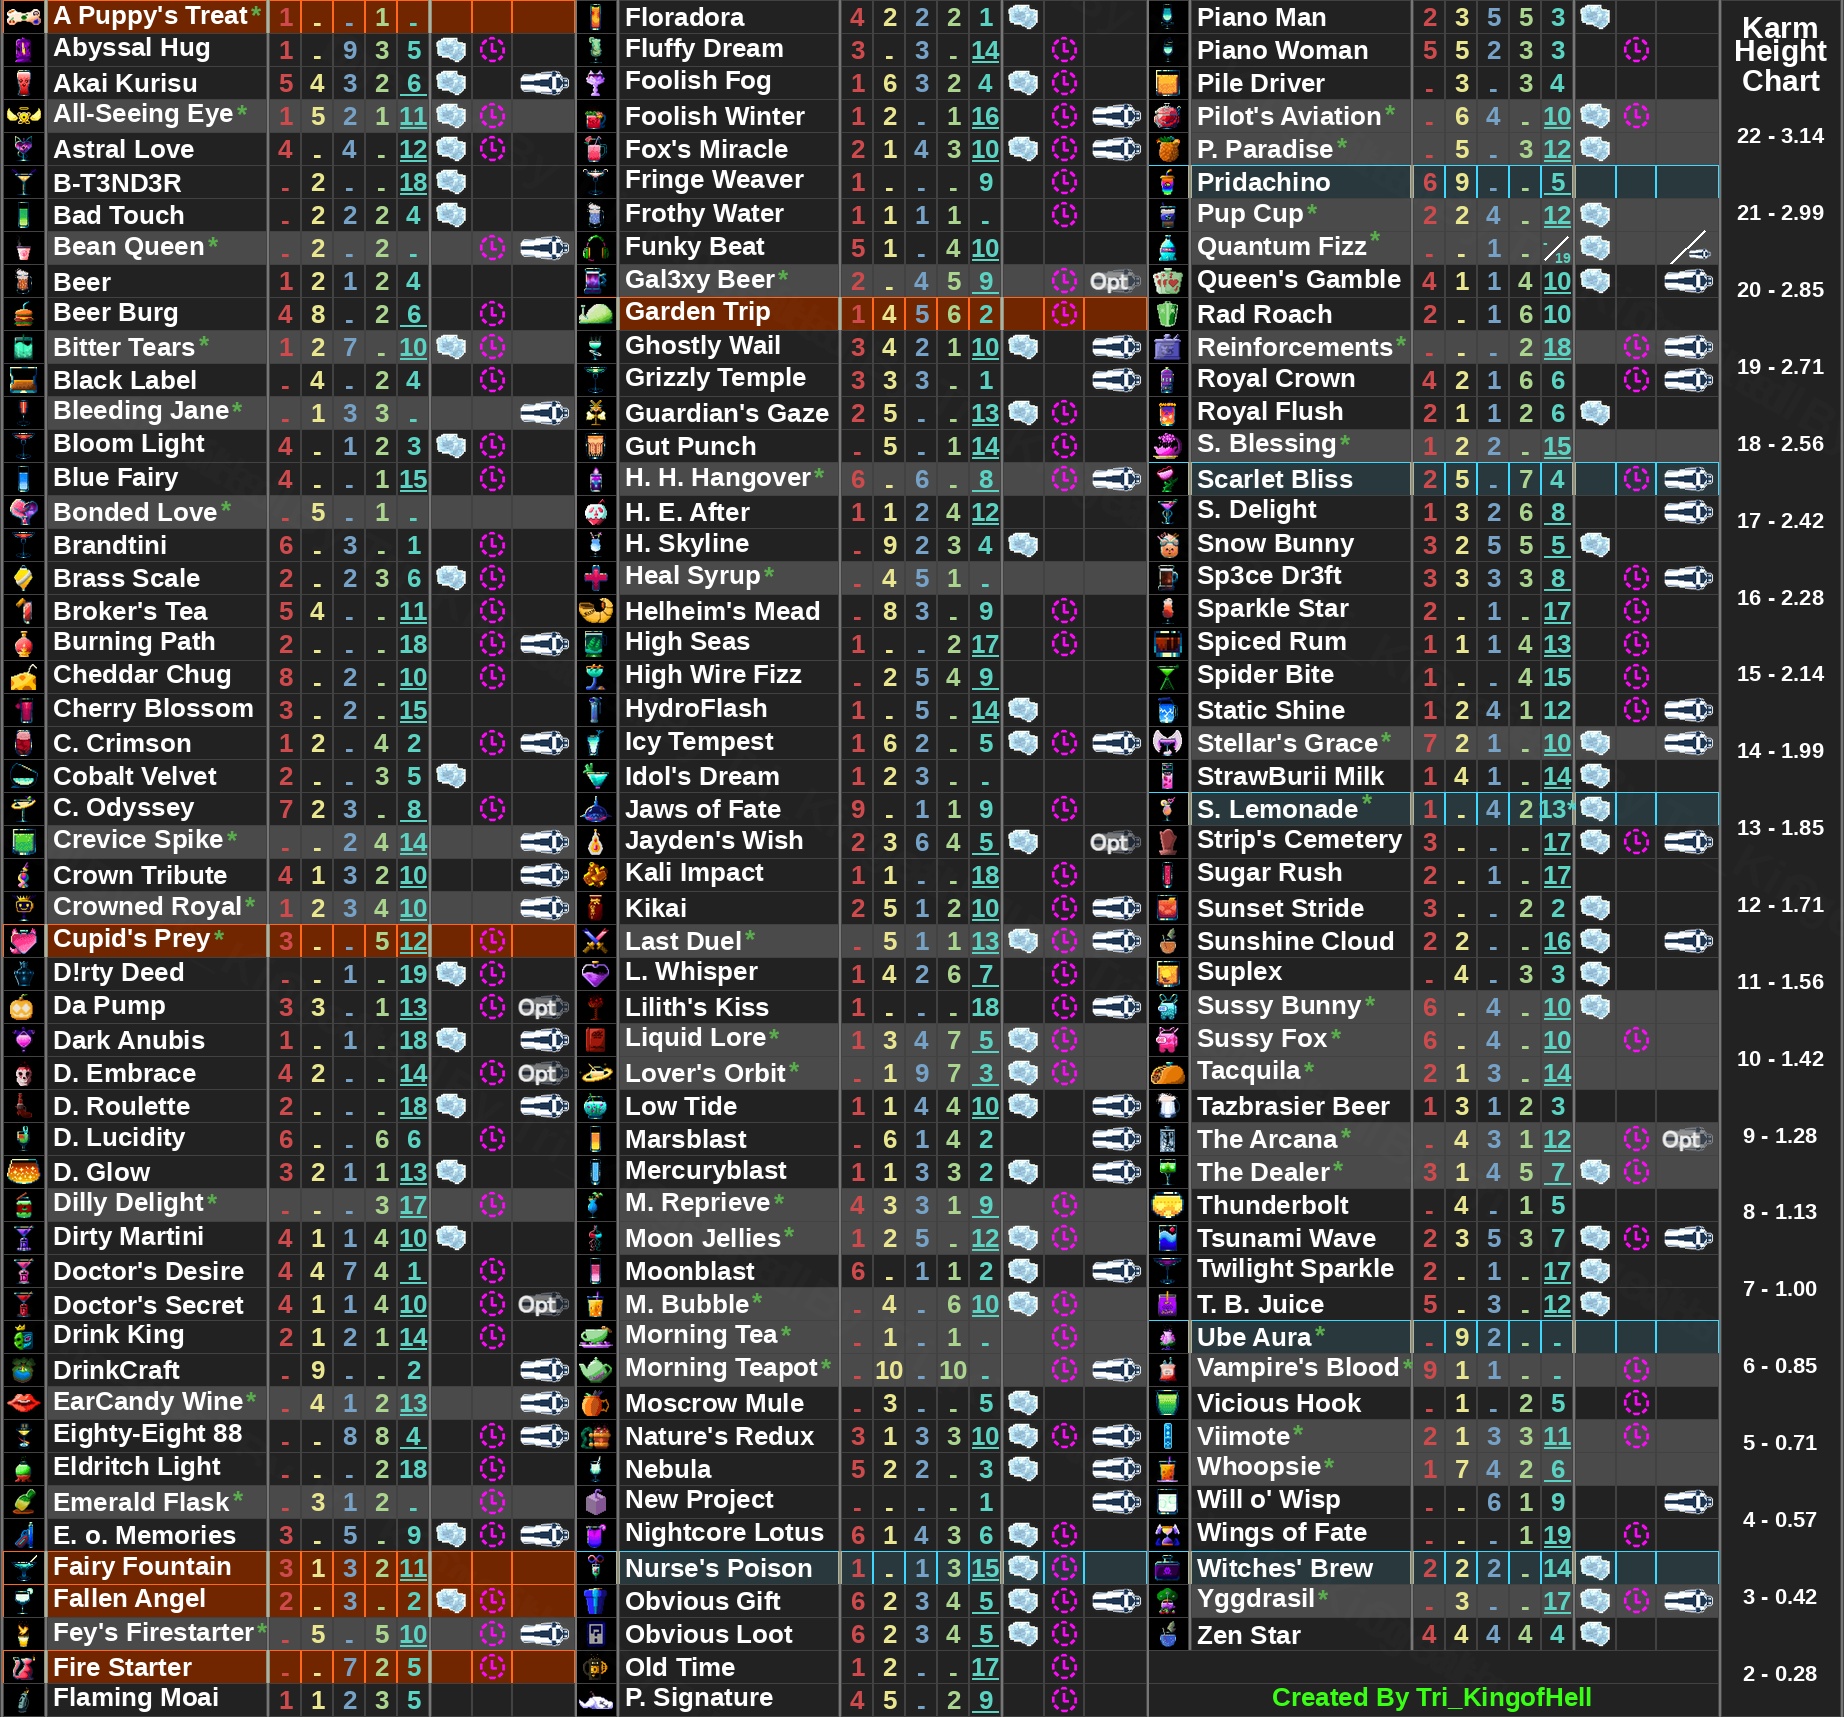 A Puppy's Treat* 1 - - 1 -
Abyssal Hug 1 - 9 3 5
Akai Kurisu 5 4 3 2 6
All-Seeing Eye* 1 5 2 1 11
Astral Love 4 - 4 - 12
B-T3ND3R - 2 - - 18
Bad Touch - 2 2 2 4
Bean Queen* - 2 - 2 -
Beer 1 2 1 2 4
Beer Burg 4 8 - 2 6
Bitter Tears* 1 2 7 - 10
Black Label - 4 - 2 4
Bleeding Jane* - 1 3 3 -
Bloom Light 4 - 1 2 3
Blue Fairy 4 - - 1 15
Bonded Love* - 5 - 1 -
Brandtini 6 - 3 - 1
Brass Scale 2 - 2 3 6
Broker's Tea 5 4 - - 11
Burning Path 2 - - - 18
Cheddar Chug 8 - 2 - 10
Cherry Blossom 3 - 2 - 15
C. Crimson 1 2 - 4 2
Cobalt Velvet 2 - - 3 5
C. Odyssey 7 2 3 - 8
Crevice Spike* - - 2 4 14
Crown Tribute 4 1 3 2 10
Crowned Royal* 1 2 3 4 10
Cupid's Prey* 3 - - 5 12
D!rty Deed - - 1 - 19
Da Pump 3 3 - 1 13 Opt
Dark Anubis 1 - 1 - 18
D. Embrace 4 2 - - 14 Opt
D. Roulette 2 - - - 18
D. Lucidity 6 - - 6 6
D. Glow 3 2 1 1 13
Dilly Delight* - - - 3 17
Dirty Martini 4 1 1 4 10
Doctor's Desire 4 4 7 4 1
Doctor's Secret 4 1 1 4 10 Opt
Drink King 2 1 2 1 14
DrinkCraft - 9 - - 2
EarCandy Wine* - 4 1 2 13
Eighty-Eight 88 - - 8 8 4
Eldritch Light - - - 2 18
Emerald Flask* - 3 1 2 -
E. o. Memories 3 - 5 - 9
Fairy Fountain 3 1 3 2 11
Fallen Angel 2 - 3 - 2
Fey's Firestarter* - 5 - 5 10
Fire Starter - - 7 2 5
Flaming Moai 1 1 2 3 5
Floradora 4 2 2 2 1
Fluffy Dream 3 - 3 - 14
Foolish Fog 1 6 3 2 4
Foolish Winter 1 2 - 1 16
Fox's Miracle 2 1 4 3 10
Fringe Weaver 1 - - - 9
Frothy Water 1 1 1 1 -
Funky Beat 5 1 - 4 10
Gal3xy Beer* 2 - 4 5 9 Opt
Garden Trip 1 4 5 6 2
Ghostly Wail 3 4 2 1 10
Grizzly Temple 3 3 3 - 1
Guardian's Gaze 2 5 - - 13
Gut Punch - 5 - 1 14
H. H. Hangover* 6 - 6 - 8
H. E. After 1 1 2 4 12
H. Skyline - 9 2 3 4
Heal Syrup* - 4 5 1 -
Helheim's Mead - 8 3 - 9
High Seas 1 - - 2 17
High Wire Fizz - 2 5 4 9
HydroFlash 1 - 5 - 14
Icy Tempest 1 6 2 - 5
Idol's Dream 1 2 3 - -
Jaws of Fate 9 - 1 1 9
Jayden's Wish 2 3 6 4 5 Opt
Kali Impact 1 1 - - 18
Kikai 2 5 1 2 10
Last Duel* - 5 1 1 13
L. Whisper 1 4 2 6 7
Lilith's Kiss 1 - - - 18
Liquid Lore* 1 3 4 7 5
Lover's Orbit* - 1 9 7 3
Low Tide 1 1 4 4 10
Marsblast - 6 1 4 2
Mercuryblast 1 1 3 3 2
M. Reprieve* 4 3 3 1 9
Moon Jellies* 1 2 5 - 12
Moonblast 6 - 1 1 2
M. Bubble* - 4 - 6 10
Morning Tea* - 1 - 1 -
Morning Teapot* - 10 - 10 -
Moscrow Mule - 3 - - 5
Nature's Redux 3 1 3 3 10
Nebula 5 2 2 - 3
New Project - - - - 1
Nightcore Lotus 6 1 4 3 6
Nurse's Poison 1 - 1 3 15
Obvious Gift 6 2 3 4 5
Obvious Loot 6 2 3 4 5
Old Time 1 2 - - 17
P. Signature 4 5 - 2 9
Piano Man 2 3 5 5 3
Piano Woman 5 5 2 3 3
Pile Driver - 3 - 3 4
Pilot's Aviation* - 6 4 - 10
P. Paradise* - 5 - 3 12
Pridachino 6 9 - - 5
Pup Cup* 2 2 4 - 12
Quantum Fizz* - - 1 - -/19
Queen's Gamble 4 1 1 4 10
Rad Roach 2 - 1 6 10
Reinforcements* - - - 2 18
Royal Crown 4 2 1 6 6
Royal Flush 2 1 1 2 6
S. Blessing* 1 2 2 - 15
Scarlet Bliss 2 5 - 7 4
S. Delight 1 3 2 6 8
Snow Bunny 3 2 5 5 5
Sp3ce Dr3ft 3 3 3 3 8
Sparkle Star 2 - 1 - 17
Spiced Rum 1 1 1 4 13
Spider Bite 1 - - 4 15
Static Shine 1 2 4 1 12
Stellar's Grace* 7 2 1 - 10
StrawBurii Milk 1 4 1 - 14
S. Lemonade* 1 - 4 2 13*
Strip's Cemetery 3 - - - 17
Sugar Rush 2 - 1 - 17
Sunset Stride 3 - - 2 2
Sunshine Cloud 2 2 - - 16
Suplex - 4 - 3 3
Sussy Bunny* 6 - 4 - 10
Sussy Fox* 6 - 4 - 10
Tacquila* 2 1 3 - 14
Tazbrasier Beer 1 3 1 2 3
The Arcana* - 4 3 1 12 Opt
The Dealer* 3 1 4 5 7
Thunderbolt - 4 - 1 5
Tsunami Wave 2 3 5 3 7
Twilight Sparkle 2 - 1 - 17
T. B. Juice 5 - 3 - 12
Ube Aura* - 9 2 - -
Vampire's Blood* 9 1 1 - -
Vicious Hook - 1 - 2 5
Viimote* 2 1 3 3 11
Whoopsie* 1 7 4 2 6
Will o' Wisp - - 6 1 9
Wings of Fate - - - 1 19
Witches' Brew 2 2 2 - 14
Yggdrasil* - 3 - - 17
Zen Star 4 4 4 4 4
Created By Tri_KingofHell
Karm
Height
Chart
22 - 3.14
21 - 2.99
20 - 2.85
19 - 2.71
18 - 2.56
17 - 2.42
16 - 2.28
15 - 2.14
14 - 1.99
13 - 1.85
12 - 1.71
11 - 1.56
10 - 1.42
9 - 1.28
8 - 1.13
7 - 1.00
6 - 0.85
5 - 0.71
4 - 0.57
3 - 0.42
2 - 0.28